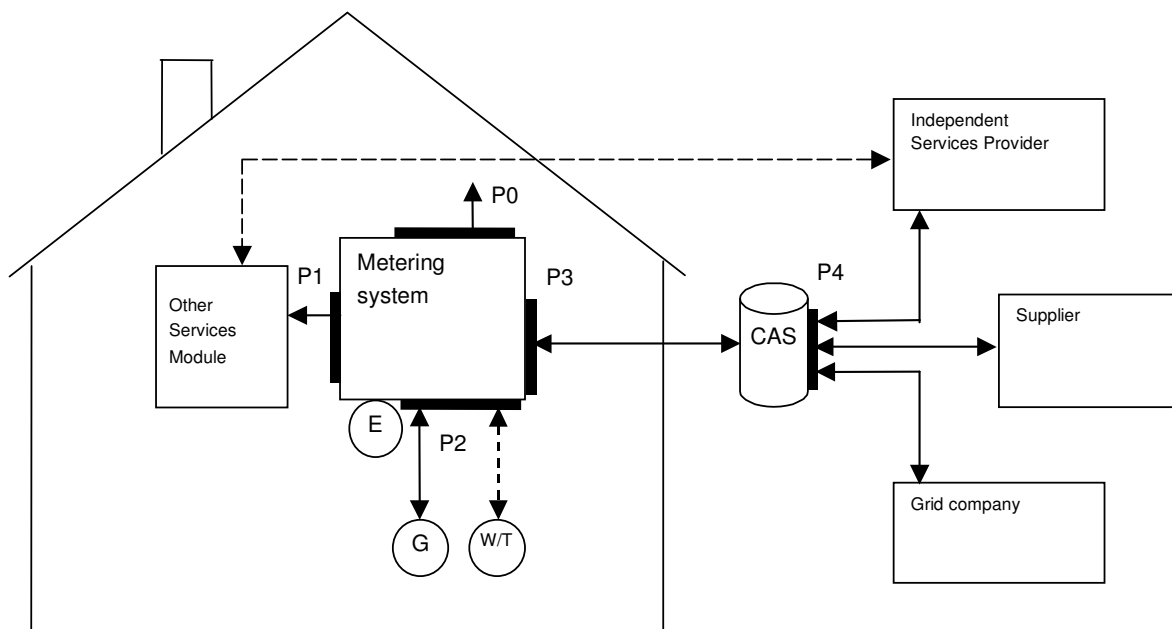 Independent
Services Provider
P0
Metering
system
P1
P3
P4
Other
Services
Module
CAS
Supplier
E
P2
G
W/T
Grid company